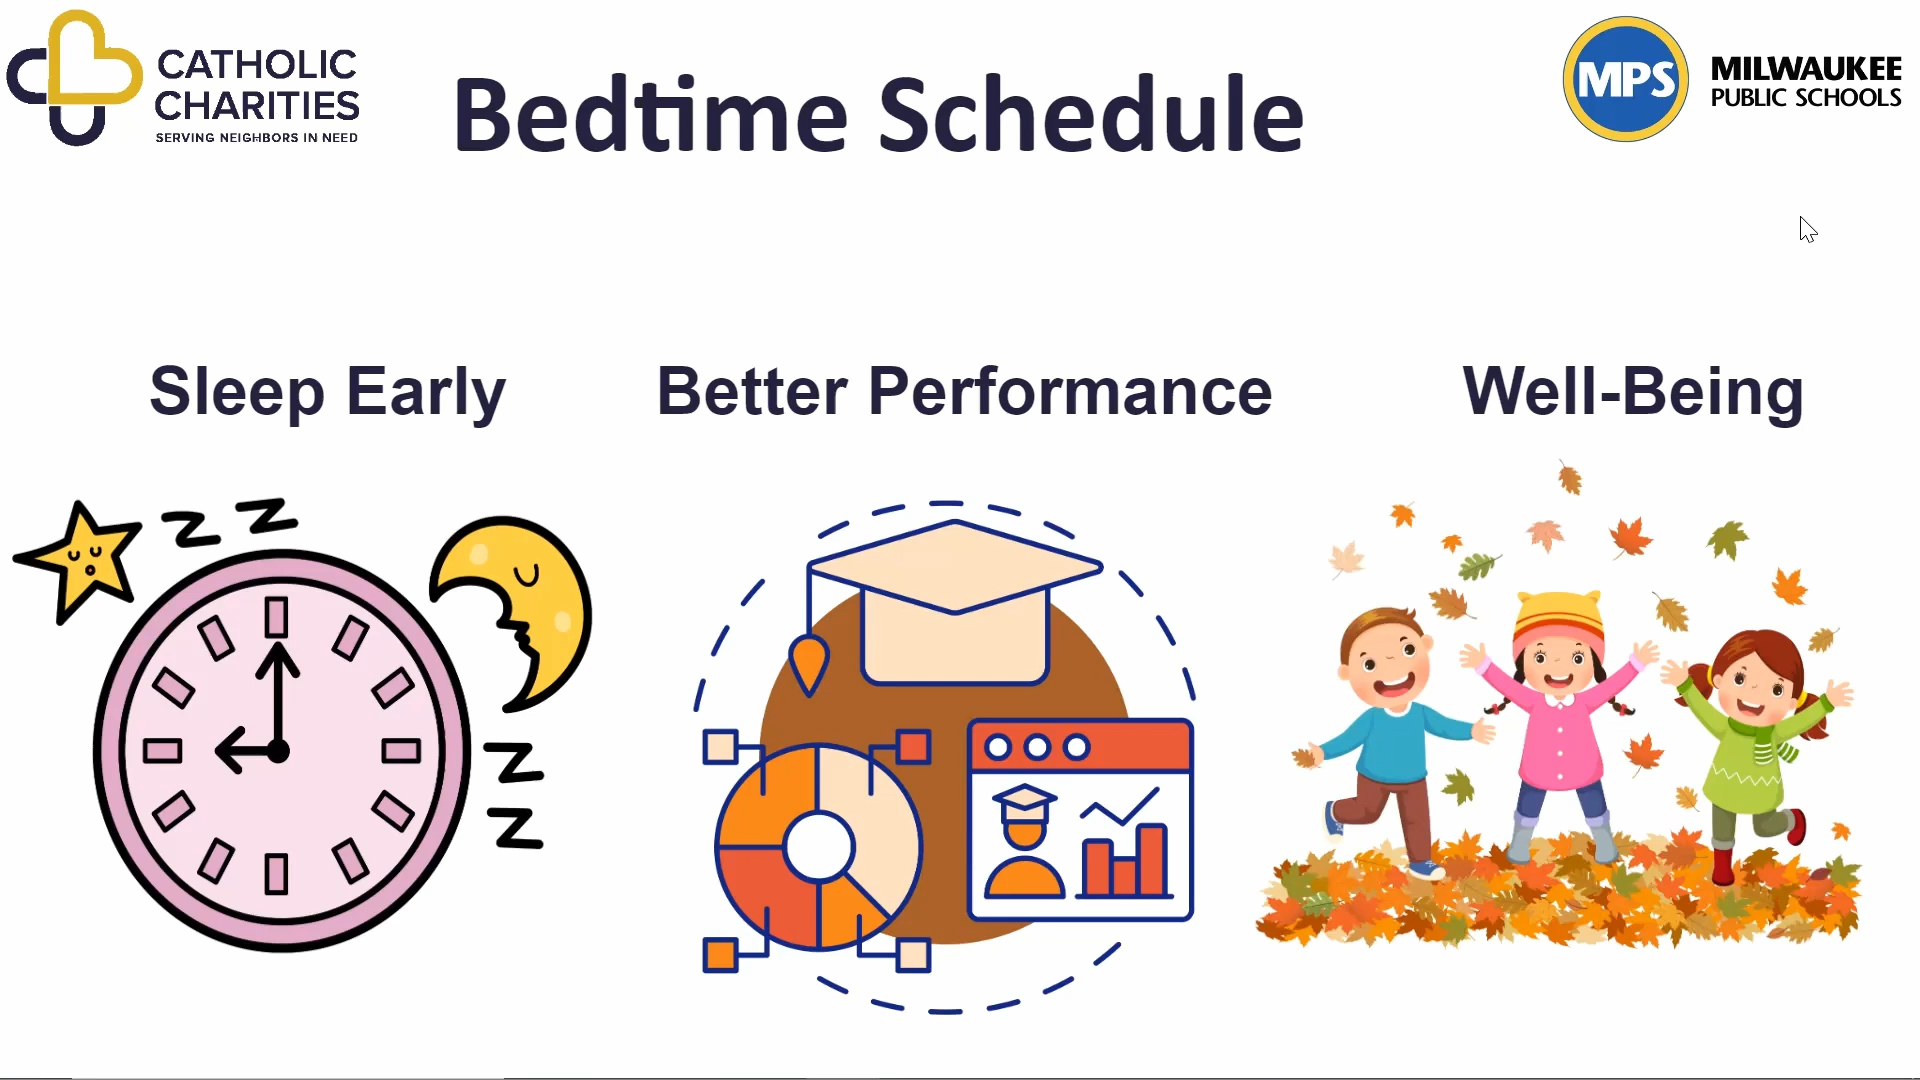 CATHOLIC
CHARITIES
SERVING NEIGHBORS IN NEED
Bedtime Schedule
MPS
MILWAUKEE
PUBLIC SCHOOLS
Sleep Early
Better Performance
Well-Being
z z
z
z